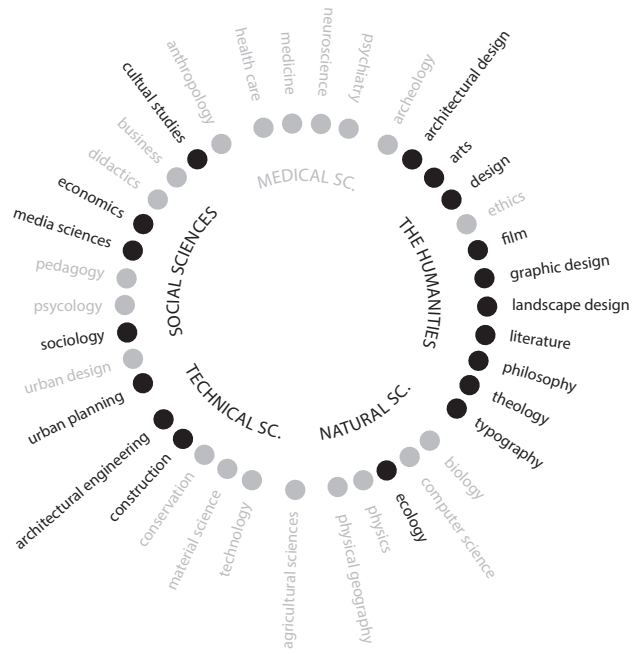 neuroscience
psychiatry
medicine
health care
anthropology
cultual studies
business
didactics
economics
media sciences
pedagogy
psycology
sociology
urban design
urban planning
architectural engineering
construction
conservation
material science
technology
agricultural sciences
physical geography
physics
ecology
computer science
biology
typography
theology
philosophy
literature
landscape design
graphic design
film
ethics
design
arts
architectural design
archeology
MEDICAL SC.
THE HUMANITIES
NATURAL SC.
TECHNICAL SC.
SOCIAL SCIENCES